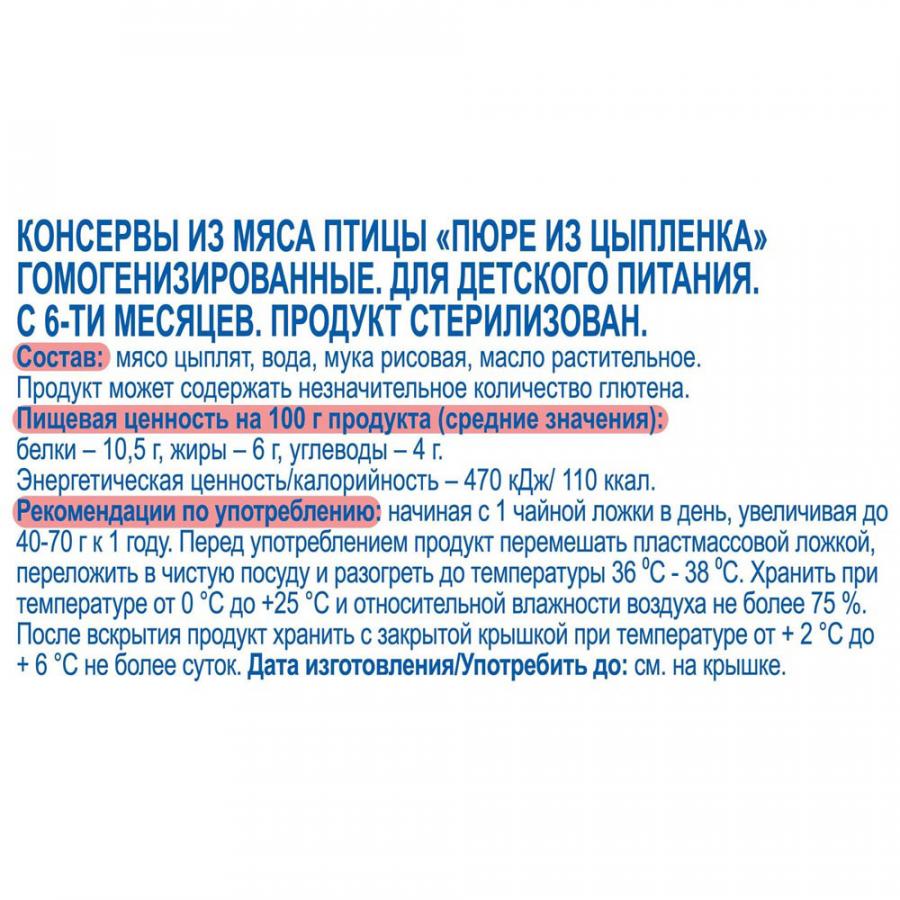 КОНСЕРВЫ ИЗ МЯСА ПТИЦЫ «ПЮРЕ ИЗ ЦЫПЛЕНКА»
ГОМОГЕНИЗИРОВАННЫЕ. ДЛЯ ДЕТСКОГО ПИТАНИЯ.
С 6-ТИ МЕСЯЦЕВ. ПРОДУКТ СТЕРИЛИЗОВАН.
Состав: мясо цыплят, вода, мука рисовая, масло растительное.
Продукт может содержать незначительное количество глютена.
Пищевая ценность на 100 г продукта (средние значения):
белки – 10,5 г, жиры – 6 г, углеводы – 4 г.
Энергетическая ценность/калорийность – 470 кДж/ 110 ккал.
Рекомендации по употреблению: начиная с 1 чайной ложки в день, увеличивая до
40-70 г к 1 году. Перед употреблением продукт перемешать пластмассовой ложкой,
переложить в чистую посуду и разогреть до температуры 36 ⁰С - 38 ⁰С. Хранить при
температуре от 0 °С до +25 °С и относительной влажности воздуха не более 75 %.
После вскрытия продукт хранить с закрытой крышкой при температуре от + 2 °С до
+ 6 °С не более суток. Дата изготовления/Употребить до: см. на крышке.